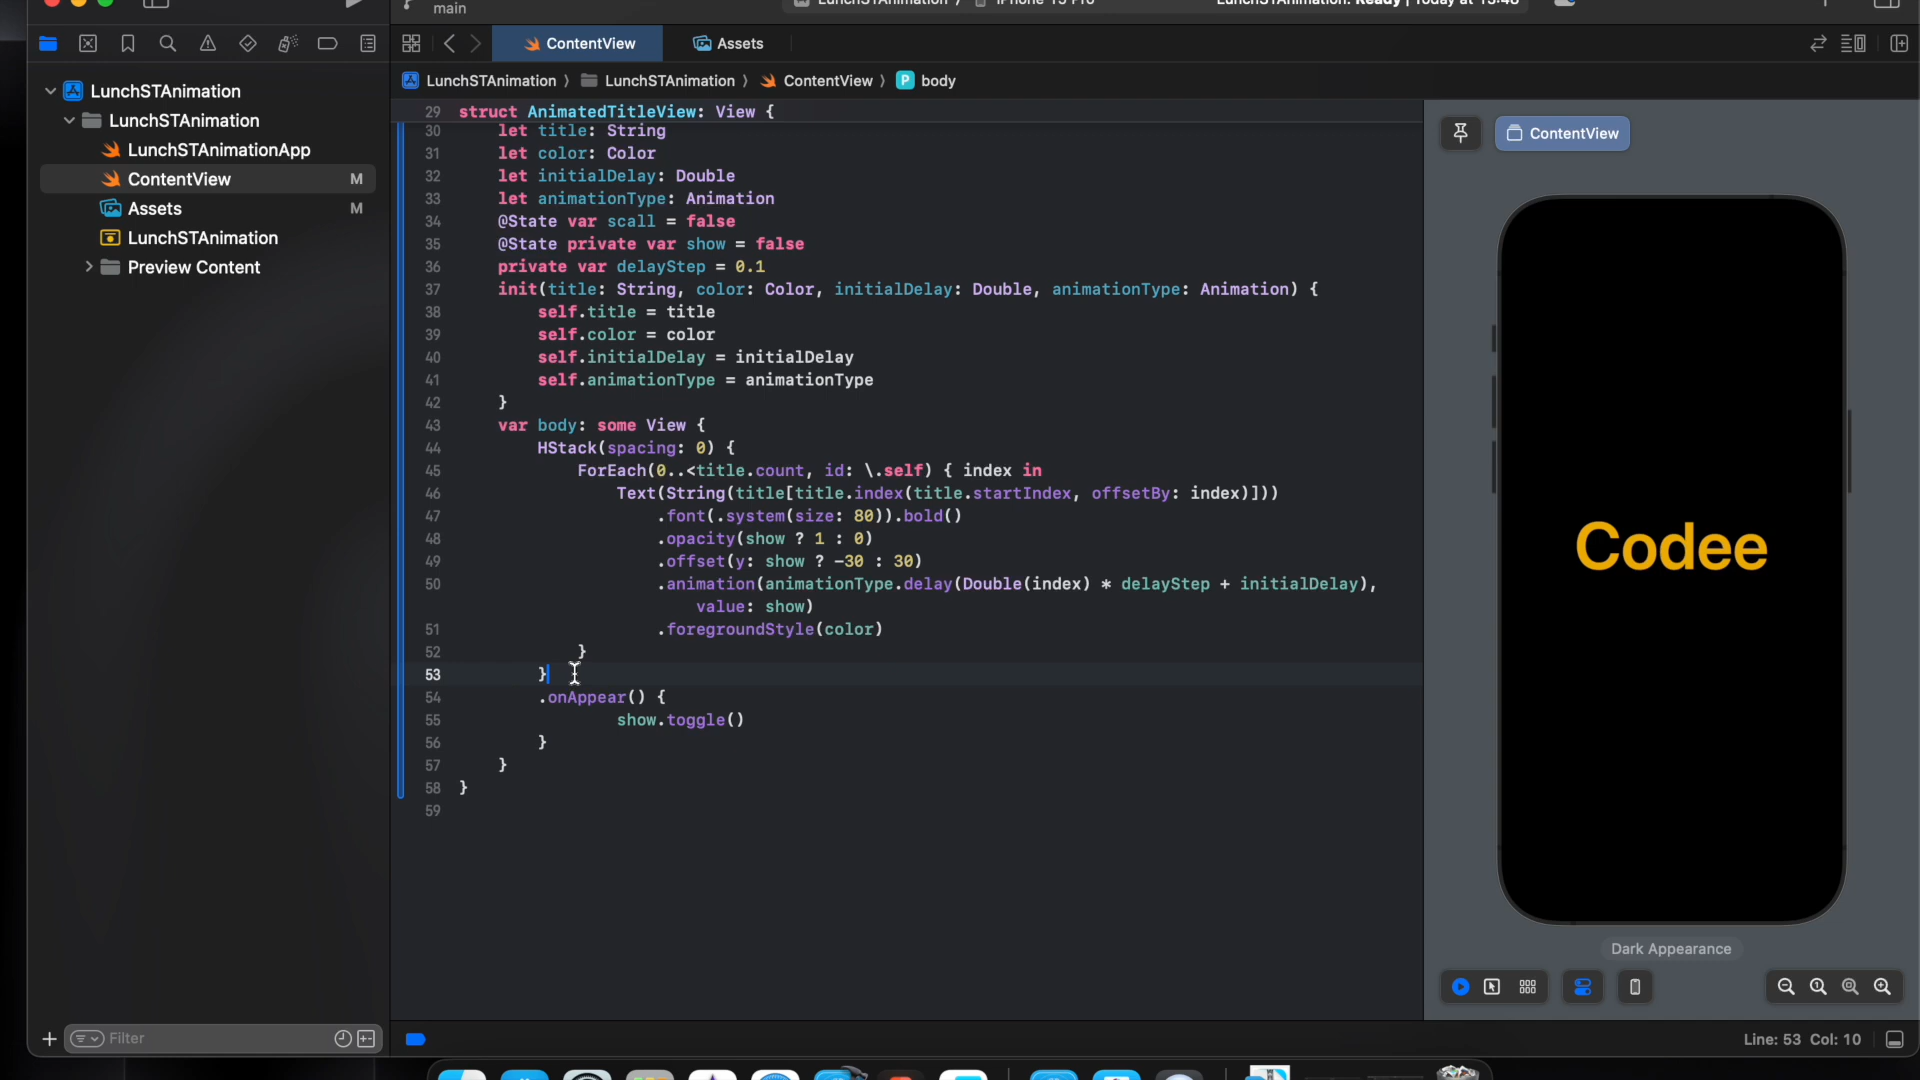 main
ContentView
Assets
LunchSTAnimation
LunchSTAnimation
ContentView
body
LunchSTAnimation
LunchSTAnimation
LunchSTAnimationApp
ContentView M
Assets M
LunchSTAnimation
Preview Content
29 struct AnimatedTitleView: View {
30 let title: String
31 let color: Color
32 let initialDelay: Double
33 let animationType: Animation
34 @State var scall = false
35 @State private var show = false
36 private var delayStep = 0.1
37 init(title: String, color: Color, initialDelay: Double, animationType: Animation) {
38 self.title = title
39 self.color = color
40 self.initialDelay = initialDelay
41 self.animationType = animationType
42 }
43 var body: some View {
44 HStack(spacing: 0) {
45 ForEach(0..<title.count, id: \.self) { index in
46 Text(String(title[title.index(title.startIndex, offsetBy: index)]))
47 .font(.system(size: 80)).bold()
48 .opacity(show ? 1 : 0)
49 .offset(y: show ? -30 : 30)
50 .animation(animationType.delay(Double(index) * delayStep + initialDelay),
value: show)
51 .foregroundStyle(color)
52 }
53 }
54 .onAppear() {
55 show.toggle()
56 }
57 }
58 }
59
ContentView
Codee
Dark Appearance
Filter
Line: 53 Col: 10